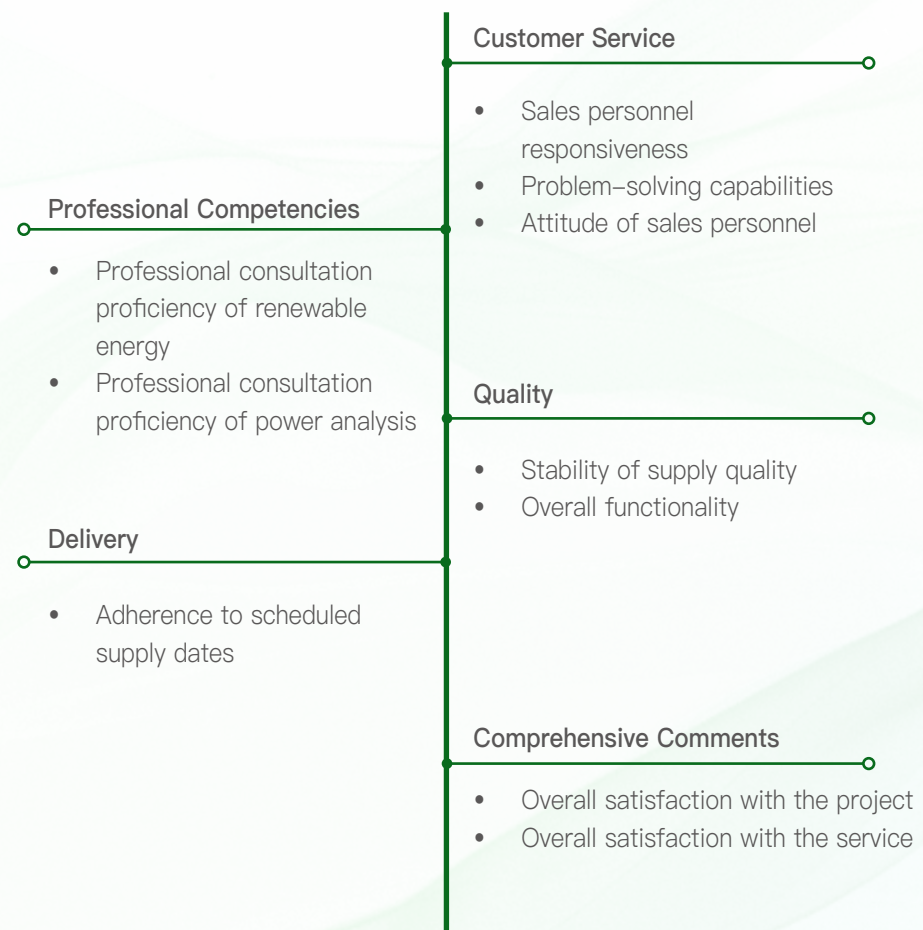 Customer Service
• Sales personnel
responsiveness
• Problem-solving capabilities
• Attitude of sales personnel
Professional Competencies
• Professional consultation
proficiency of renewable
energy
• Professional consultation
proficiency of power analysis
Quality
• Stability of supply quality
• Overall functionality
Delivery
• Adherence to scheduled
supply dates
Comprehensive Comments
• Overall satisfaction with the project
• Overall satisfaction with the service